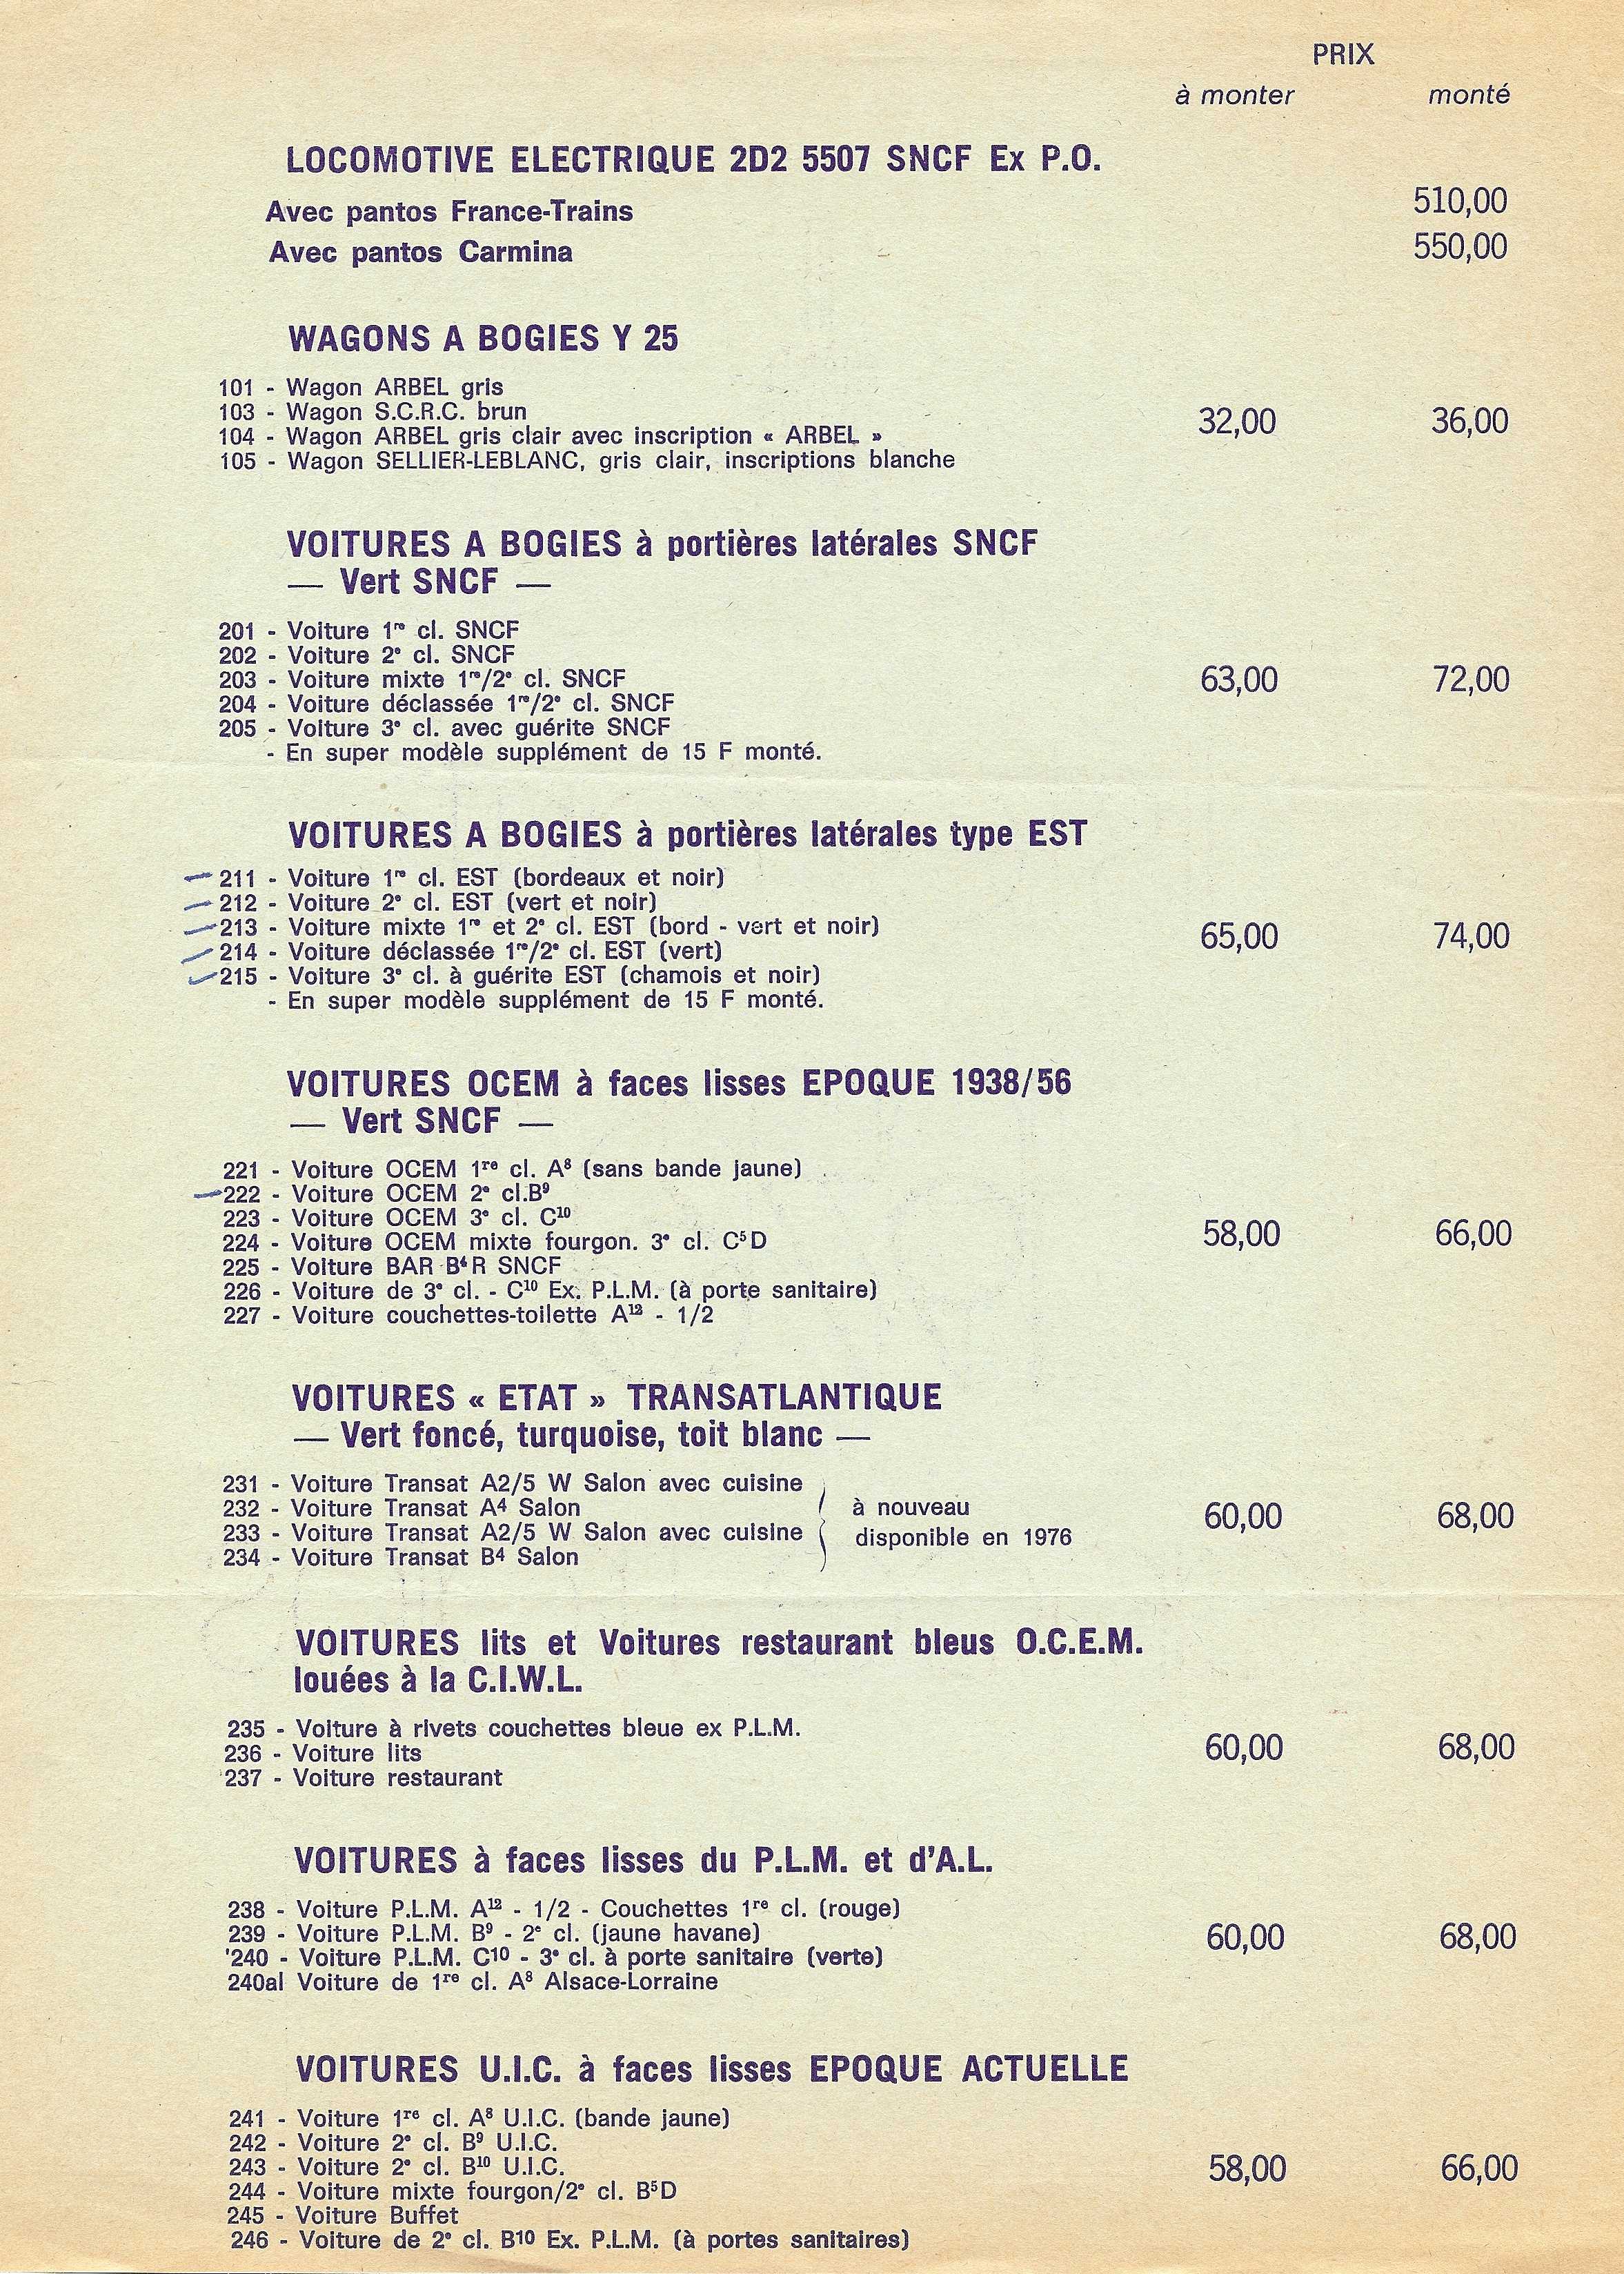 PRIX
à monter monté
LOCOMOTIVE ELECTRIQUE 2D2 5507 SNCF Ex P.O.
Avec pantos France-Trains 510,00
Avec pantos Carmina 550,00
WAGONS A BOGIES Y 25
101 - Wagon ARBEL gris
103 - Wagon S.C.R.C. brun
32,00 36,00
104 - Wagon ARBEL gris clair avec inscription « ARBEL »
105 - Wagon SELLIER-LEBLANC, gris clair, inscriptions blanche
VOITURES A BOGIES à portières latérales SNCF
— Vert SNCF —
201 - Voiture 1re cl. SNCF
202 - Voiture 2e cl. SNCF
203 - Voiture mixte 1re/2e cl. SNCF 63,00 72,00
204 - Voiture déclassée 1re/2e cl. SNCF
205 - Voiture 3e cl. avec guérite SNCF
- En super modèle supplément de 15 F monté.
VOITURES A BOGIES à portières latérales type EST
211 - Voiture 1re cl. EST (bordeaux et noir)
212 - Voiture 2e cl. EST (vert et noir)
213 - Voiture mixte 1re et 2e cl. EST (bord - vert et noir) 65,00 74,00
214 - Voiture déclassée 1re/2e cl. EST (vert)
215 - Voiture 3e cl. à guérite EST (chamois et noir)
- En super modèle supplément de 15 F monté.
VOITURES OCEM à faces lisses EPOQUE 1938/56
— Vert SNCF —
221 - Voiture OCEM 1re cl. A8 (sans bande jaune)
222 - Voiture OCEM 2e cl.B9
223 - Voiture OCEM 3e cl. C10
224 - Voiture OCEM mixte fourgon. 3e cl. C5D 58,00 66,00
225 - Voiture BAR B4R SNCF
226 - Voiture de 3e cl. - C10 Ex. P.L.M. (à porte sanitaire)
227 - Voiture couchettes-toilette A12 - 1/2
VOITURES « ETAT » TRANSATLANTIQUE
— Vert foncé, turquoise, toit blanc —
231 - Voiture Transat A2/5 W Salon avec cuisine
232 - Voiture Transat A4 Salon à nouveau 60,00 68,00
233 - Voiture Transat A2/5 W Salon avec cuisine disponible en 1976
234 - Voiture Transat B4 Salon
VOITURES lits et Voitures restaurant bleus O.C.E.M.
louées à la C.I.W.L.
235 - Voiture à rivets couchettes bleue ex P.L.M.
236 - Voiture lits 60,00 68,00
237 - Voiture restaurant
VOITURES à faces lisses du P.L.M. et d'A.L.
238 - Voiture P.L.M. A12 - 1/2 - Couchettes 1re cl. (rouge)
239 - Voiture P.L.M. B9 - 2e cl. (jaune havane) 60,00 68,00
240 - Voiture P.L.M. C10 - 3e cl. à porte sanitaire (verte)
240al Voiture de 1re cl. A8 Alsace-Lorraine
VOITURES U.I.C. à faces lisses EPOQUE ACTUELLE
241 - Voiture 1re cl. A8 U.I.C. (bande jaune)
242 - Voiture 2e cl. B9 U.I.C.
243 - Voiture 2e cl. B10 U.I.C. 58,00 66,00
244 - Voiture mixte fourgon/2e cl. B5D
245 - Voiture Buffet
246 - Voiture de 2e cl. B10 Ex. P.L.M. (à portes sanitaires)